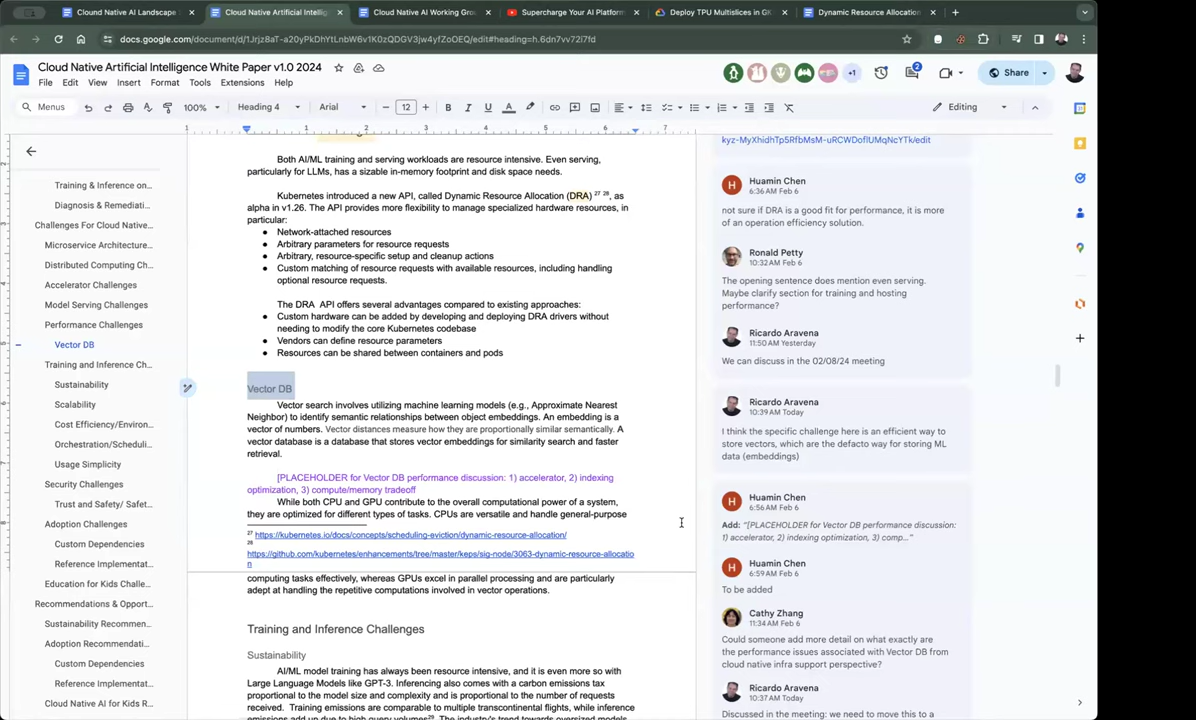 Cloud Native AI Landscape
Cloud Native Artificial Intellig
Cloud Native AI Working Gro
Supercharge Your AI Platform
Deploy TPU Multislices in GK
Dynamic Resource Allocation
docs.google.com/document/d/1Jrjz8aT-a20yPkDhYtLnbW6v1K0zQDGV3jw4yfZoOEQ/edit#heading=h.6dn7vv72i7fd
Cloud Native Artificial Intelligence White Paper v1.0 2024
File Edit View Insert Format Tools Extensions Help
+1
2
Share
Menus
100%
Heading 4
Arial
12
Editing
1 1 2 3 4 5 6 7
Training & Inference on...
Diagnosis & Remediati...
Challenges For Cloud Native...
Microservice Architecture...
Distributed Computing Ch...
Accelerator Challenges
Model Serving Challenges
Performance Challenges
Vector DB
Training and Inference Ch...
Sustainability
Scalability
Cost Efficiency/Environ...
Orchestration/Scheduli...
Usage Simplicity
Security Challenges
Trust and Safety/ Safet...
Adoption Challenges
Custom Dependencies
Reference Implementat...
Education for Kids Challe...
Recommendations & Opport...
Sustainability Recommen...
Adoption Recommendati...
Custom Dependencies
Reference Implementat...
Cloud Native AI for Kids R...
Both AI/ML training and serving workloads are resource intensive. Even serving,
particularly for LLMs, has a sizable in-memory footprint and disk space needs.
Kubernetes introduced a new API, called Dynamic Resource Allocation (DRA) 27 28, as
alpha in v1.26. The API provides more flexibility to manage specialized hardware resources, in
particular:
● Network-attached resources
● Arbitrary parameters for resource requests
● Arbitrary, resource-specific setup and cleanup actions
● Custom matching of resource requests with available resources, including handling
optional resource requests.
The DRA API offers several advantages compared to existing approaches:
● Custom hardware can be added by developing and deploying DRA drivers without
needing to modify the core Kubernetes codebase
● Vendors can define resource parameters
● Resources can be shared between containers and pods
Vector DB
Vector search involves utilizing machine learning models (e.g., Approximate Nearest
Neighbor) to identify semantic relationships between object embeddings. An embedding is a
vector of numbers. Vector distances measure how they are proportionally similar semantically. A
vector database is a database that stores vector embeddings for similarity search and faster
retrieval.
[PLACEHOLDER for Vector DB performance discussion: 1) accelerator, 2) indexing
optimization, 3) compute/memory tradeoff
While both CPU and GPU contribute to the overall computational power of a system,
they are optimized for different types of tasks. CPUs are versatile and handle general-purpose
27 https://kubernetes.io/docs/concepts/scheduling-eviction/dynamic-resource-allocation/
28
https://github.com/kubernetes/enhancements/tree/master/keps/sig-node/3063-dynamic-resource-allocatio
n
computing tasks effectively, whereas GPUs excel in parallel processing and are particularly
adept at handling the repetitive computations involved in vector operations.
Training and Inference Challenges
Sustainability
AI/ML model training has always been resource intensive, and it is even more so with
Large Language Models like GPT-3. Inferencing also comes with a carbon emissions tax
proportional to the model size and complexity and is proportional to the number of requests
received. Training emissions are comparable to multiple transcontinental flights, while inference
emissions add up due to high query volumes29. The industry's trend towards oversized models
kyz-MyXhidhTp5RfbMsM-uRCWDoflUMqNcYTk/edit
Huamin Chen
6:36 AM Feb 6
not sure if DRA is a good fit for performance, it is more
of an operation efficiency solution.
Ronald Petty
10:32 AM Feb 6
The opening sentence does mention even serving.
Maybe clarify section for training and hosting
performance?
Ricardo Aravena
11:50 AM Yesterday
We can discuss in the 02/08/24 meeting
Ricardo Aravena
10:39 AM Today
I think the specific challenge here is an efficient way to
store vectors, which are the defacto way for storing ML
data (embeddings)
Huamin Chen
6:56 AM Feb 6
Add: "[PLACEHOLDER for Vector DB performance discussion:
1) accelerator, 2) indexing optimization, 3) comp..."
Huamin Chen
6:59 AM Feb 6
To be added
Cathy Zhang
11:34 AM Feb 6
Could someone add more detail on what exactly are
the performance issues associated with Vector DB from
cloud native infra support perspective?
Ricardo Aravena
10:37 AM Today
Discussed in the meeting: we need to move this to a